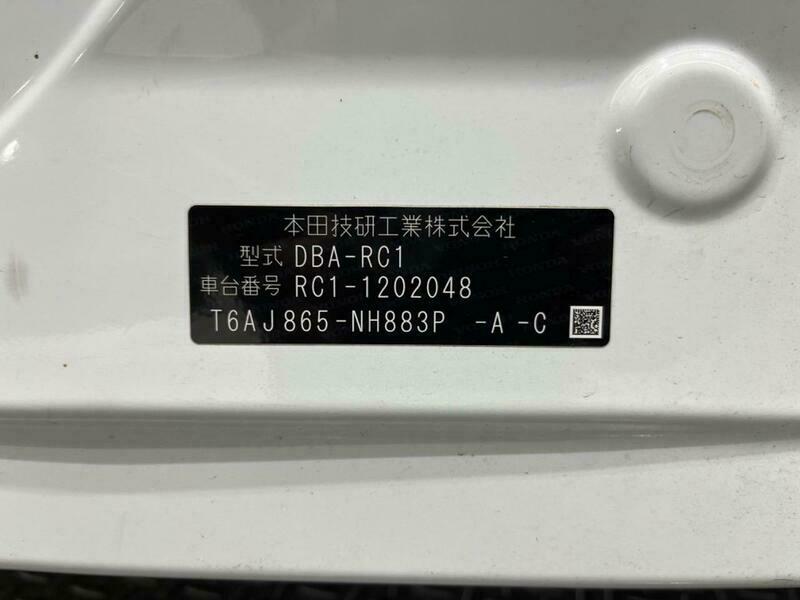 本田技研工業株式会社
型式 DBA-RC1
車台番号 RC1-1202048
T6AJ865-NH883P -A -C